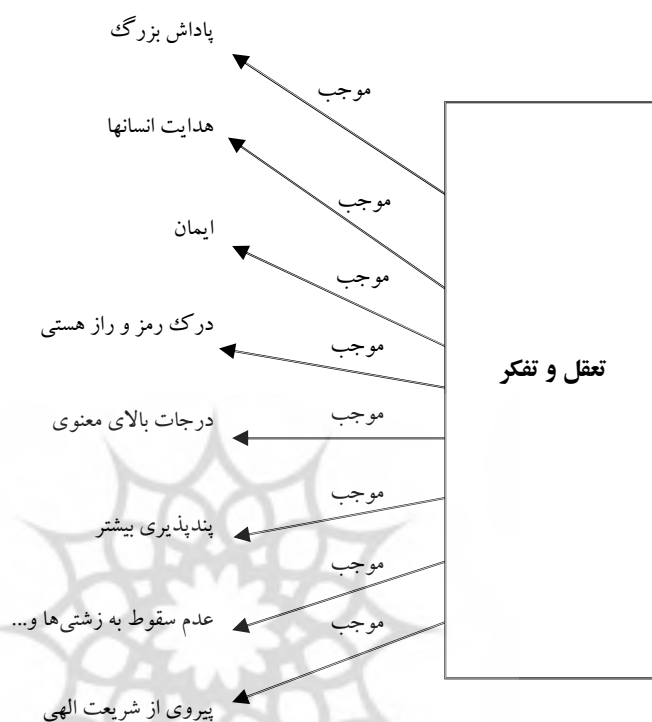 پاداش بزرگ
موجب
هدایت انسانها
موجب
ایمان
موجب
درک رمز و راز هستی
موجب
تعقل و تفکر
درجات بالای معنوی
موجب
پندپذیری بیشتر
موجب
عدم سقوط به زشتی‌ها و...
موجب
پیروی از شریعت الهی
موجب